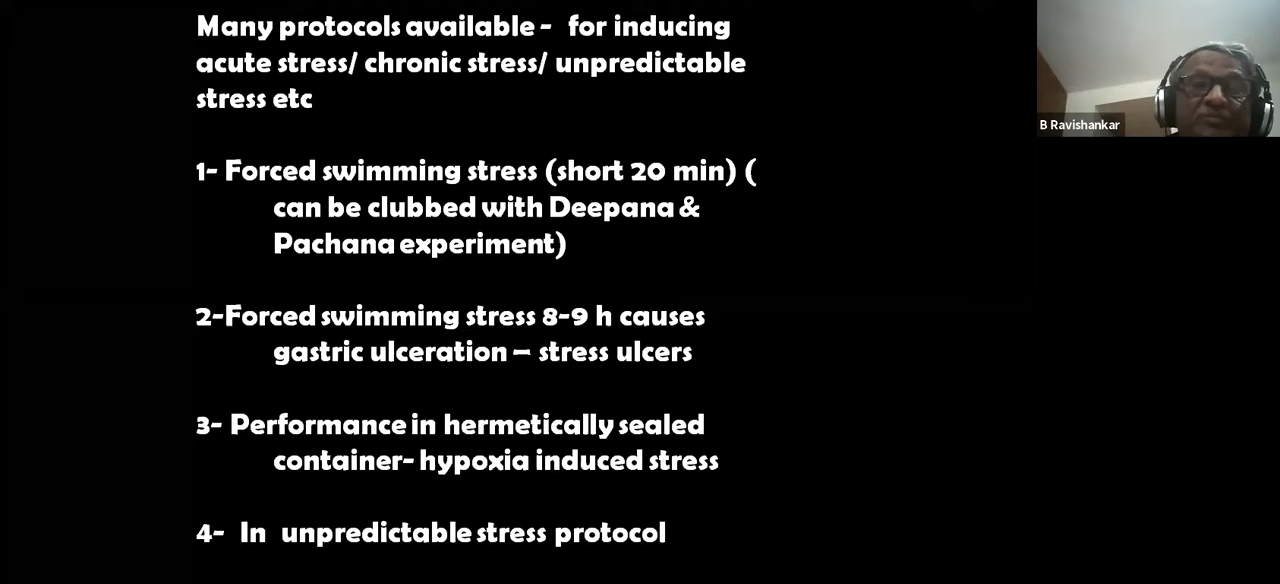 Many protocols available - for inducing
acute stress/ chronic stress/ unpredictable
stress etc
1- Forced swimming stress (short 20 min) (
can be clubbed with Deepana &
Pachana experiment)
2-Forced swimming stress 8-9 h causes
gastric ulceration – stress ulcers
3- Performance in hermetically sealed
container- hypoxia induced stress
4- In unpredictable stress protocol
B Ravishankar